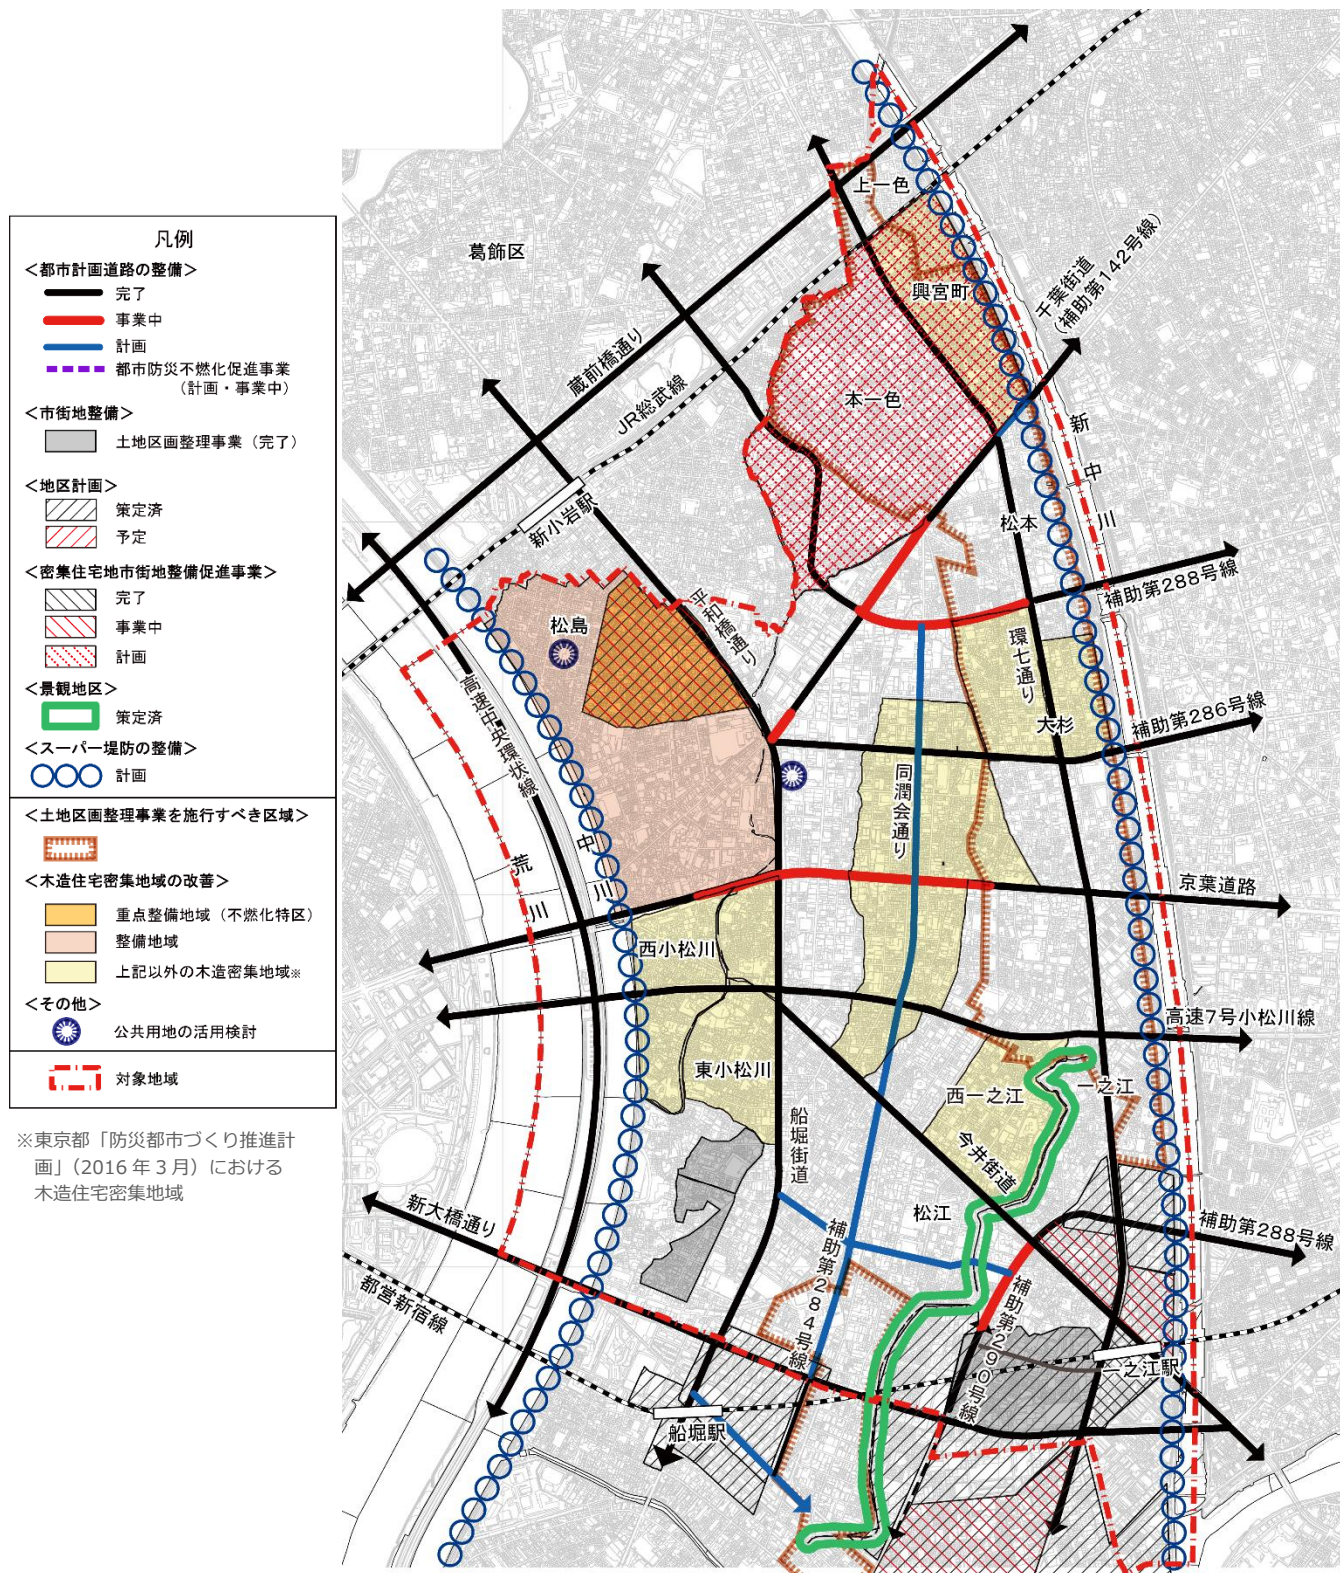 凡例
＜都市計画道路の整備＞
完了
事業中
計画
都市防災不燃化促進事業
（計画・事業中）
＜市街地整備＞
土地区画整理事業（完了）
＜地区計画＞
策定済
予定
＜密集住宅地市街地整備促進事業＞
完了
事業中
計画
＜景観地区＞
策定済
＜スーパー堤防の整備＞
計画
＜土地区画整理事業を施行すべき区域＞
＜木造住宅密集地域の改善＞
重点整備地域（不燃化特区）
整備地域
上記以外の木造密集地域※
＜その他＞
公共用地の活用検討
対象地域
※東京都「防災都市づくり推進計
画」（2016年3月）における
木造住宅密集地域
葛飾区
上一色
興宮町
千葉街道
（補助第142号線）
蔵前橋通り
JR総武線
本一色
新中川
新小岩駅
松本
補助第288号線
平和橋通り
松島
環七通り
高速中央環状線
大杉
補助第286号線
同潤会通り
中川
荒川
京葉道路
西小松川
高速7号小松川線
東小松川
西一之江
一之江
船堀街道
今井街道
松江
新大橋通り
補助第284号線
補助第288号線
都営新宿線
補助第290号線
一之江駅
船堀駅